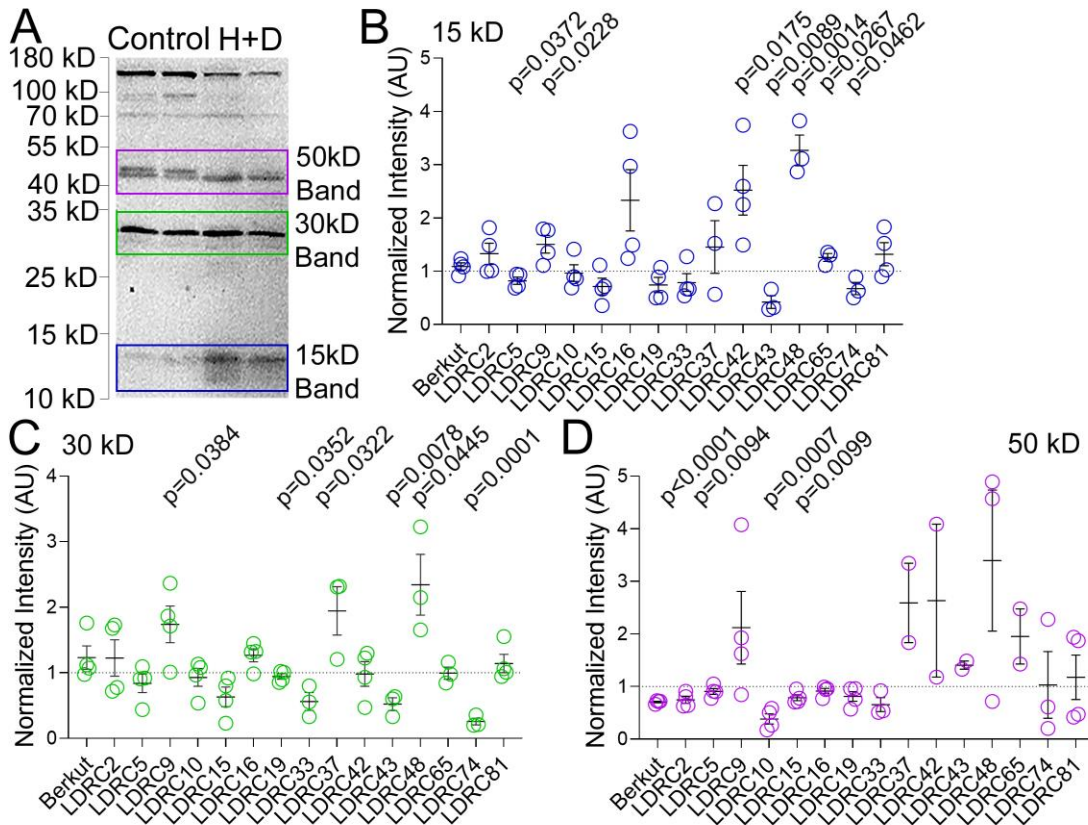 A
Control H+D
180 kD
100 kD
70 kD
55 kD
40 kD
35 kD
25 kD
15 kD
10 kD
50kD
Band
30kD
Band
15kD
Band
B
15 kD
p=0.0372
p=0.0228
p=0.0175
p=0.0089
p=0.0014
p=0.0267
p=0.0462
Normalized Intensity (AU)
5
4
3
2
1
0
Berkut
LDRC2
LDRC5
LDRC9
LDRC10
LDRC15
LDRC16
LDRC19
LDRC33
LDRC37
LDRC42
LDRC43
LDRC48
LDRC65
LDRC74
LDRC81
C
30 kD
p=0.0384
p=0.0352
p=0.0322
p=0.0078
p=0.0445
p=0.0001
Normalized Intensity (AU)
4
3
2
1
0
Berkut
LDRC2
LDRC5
LDRC9
LDRC10
LDRC15
LDRC16
LDRC19
LDRC33
LDRC37
LDRC42
LDRC43
LDRC48
LDRC65
LDRC74
LDRC81
D
50 kD
p<0.0001
p=0.0094
p=0.0007
p=0.0099
Normalized Intensity (AU)
5
4
3
2
1
0
Berkut
LDRC2
LDRC5
LDRC9
LDRC10
LDRC15
LDRC16
LDRC19
LDRC33
LDRC37
LDRC42
LDRC43
LDRC48
LDRC65
LDRC74
LDRC81